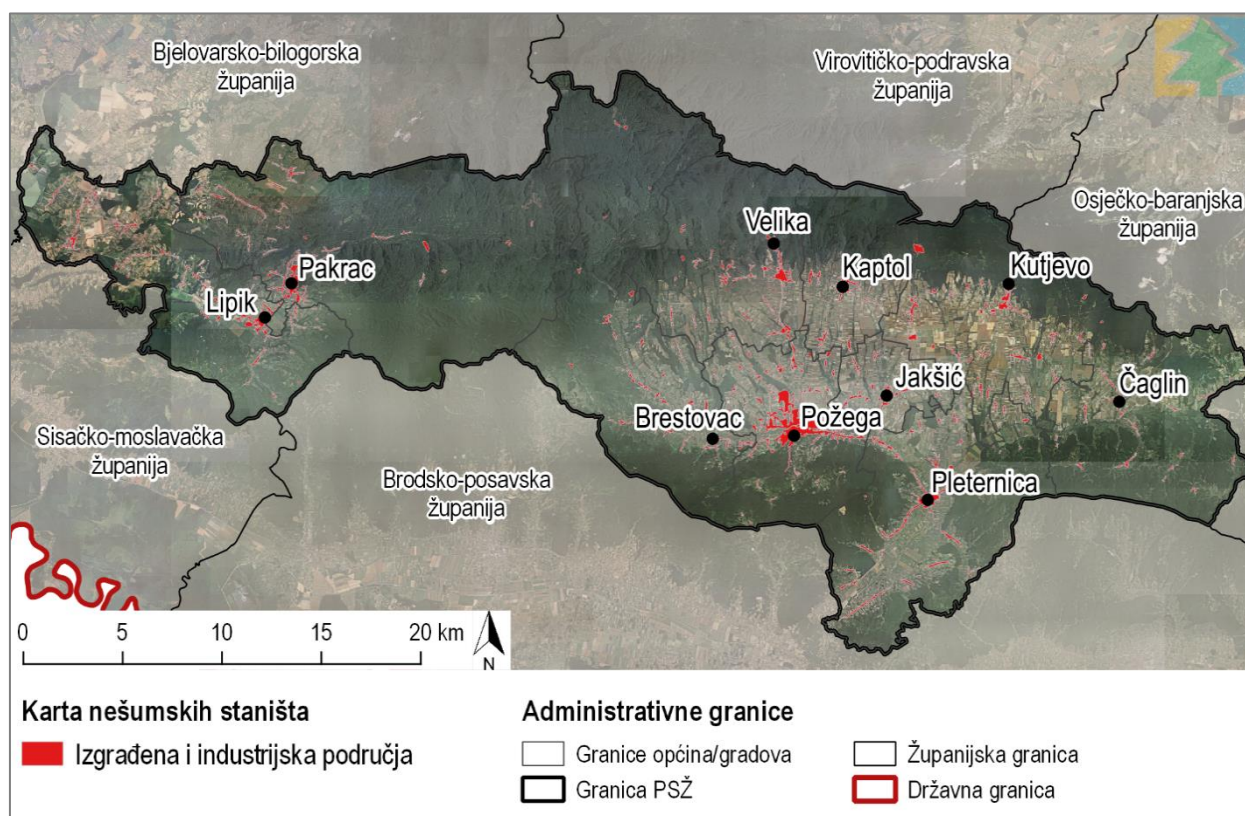 Bjelovarsko-bilogorska
županija
Virovitičko-podravska
županija
Osječko-baranjska
županija
Velika
Kaptol
Kutjevo
Pakrac
Lipik
Jakšić
Čaglin
Brestovac
Požega
Sisačko-moslavačka
županija
Brodsko-posavska
županija
Pleternica
0 5 10 15 20 km
N
Karta nešumskih staništa
Izgrađena i industrijska područja
Administrativne granice
Granice općina/gradova
Granica PSŽ
Županijska granica
Državna granica